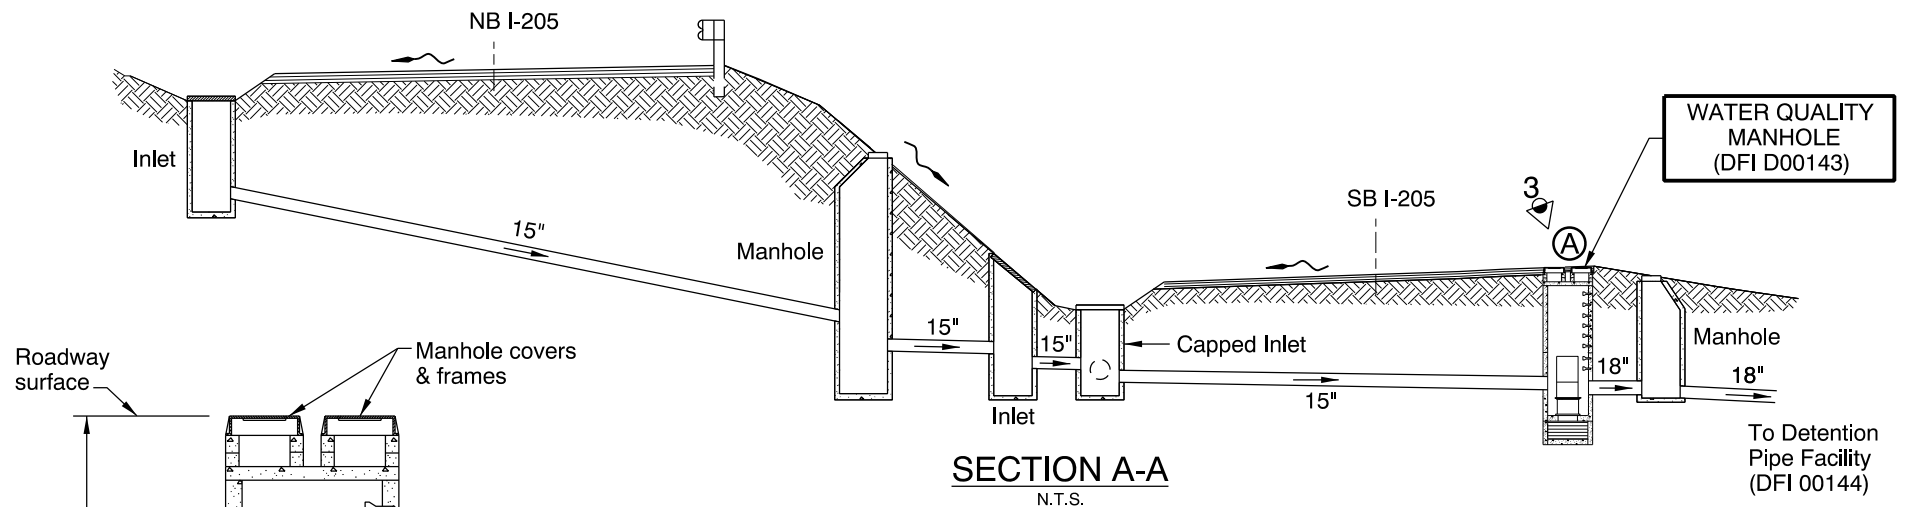 NB I-205
WATER QUALITY
MANHOLE
(DFI D00143)
Inlet
3
SB I-205
A
15"
Manhole
15"
15"
Capped Inlet
Manhole
18"
18"
15"
Inlet
Roadway
surface
Manhole covers
& frames
To Detention
Pipe Facility
(DFI 00144)
SECTION A-A
N.T.S.